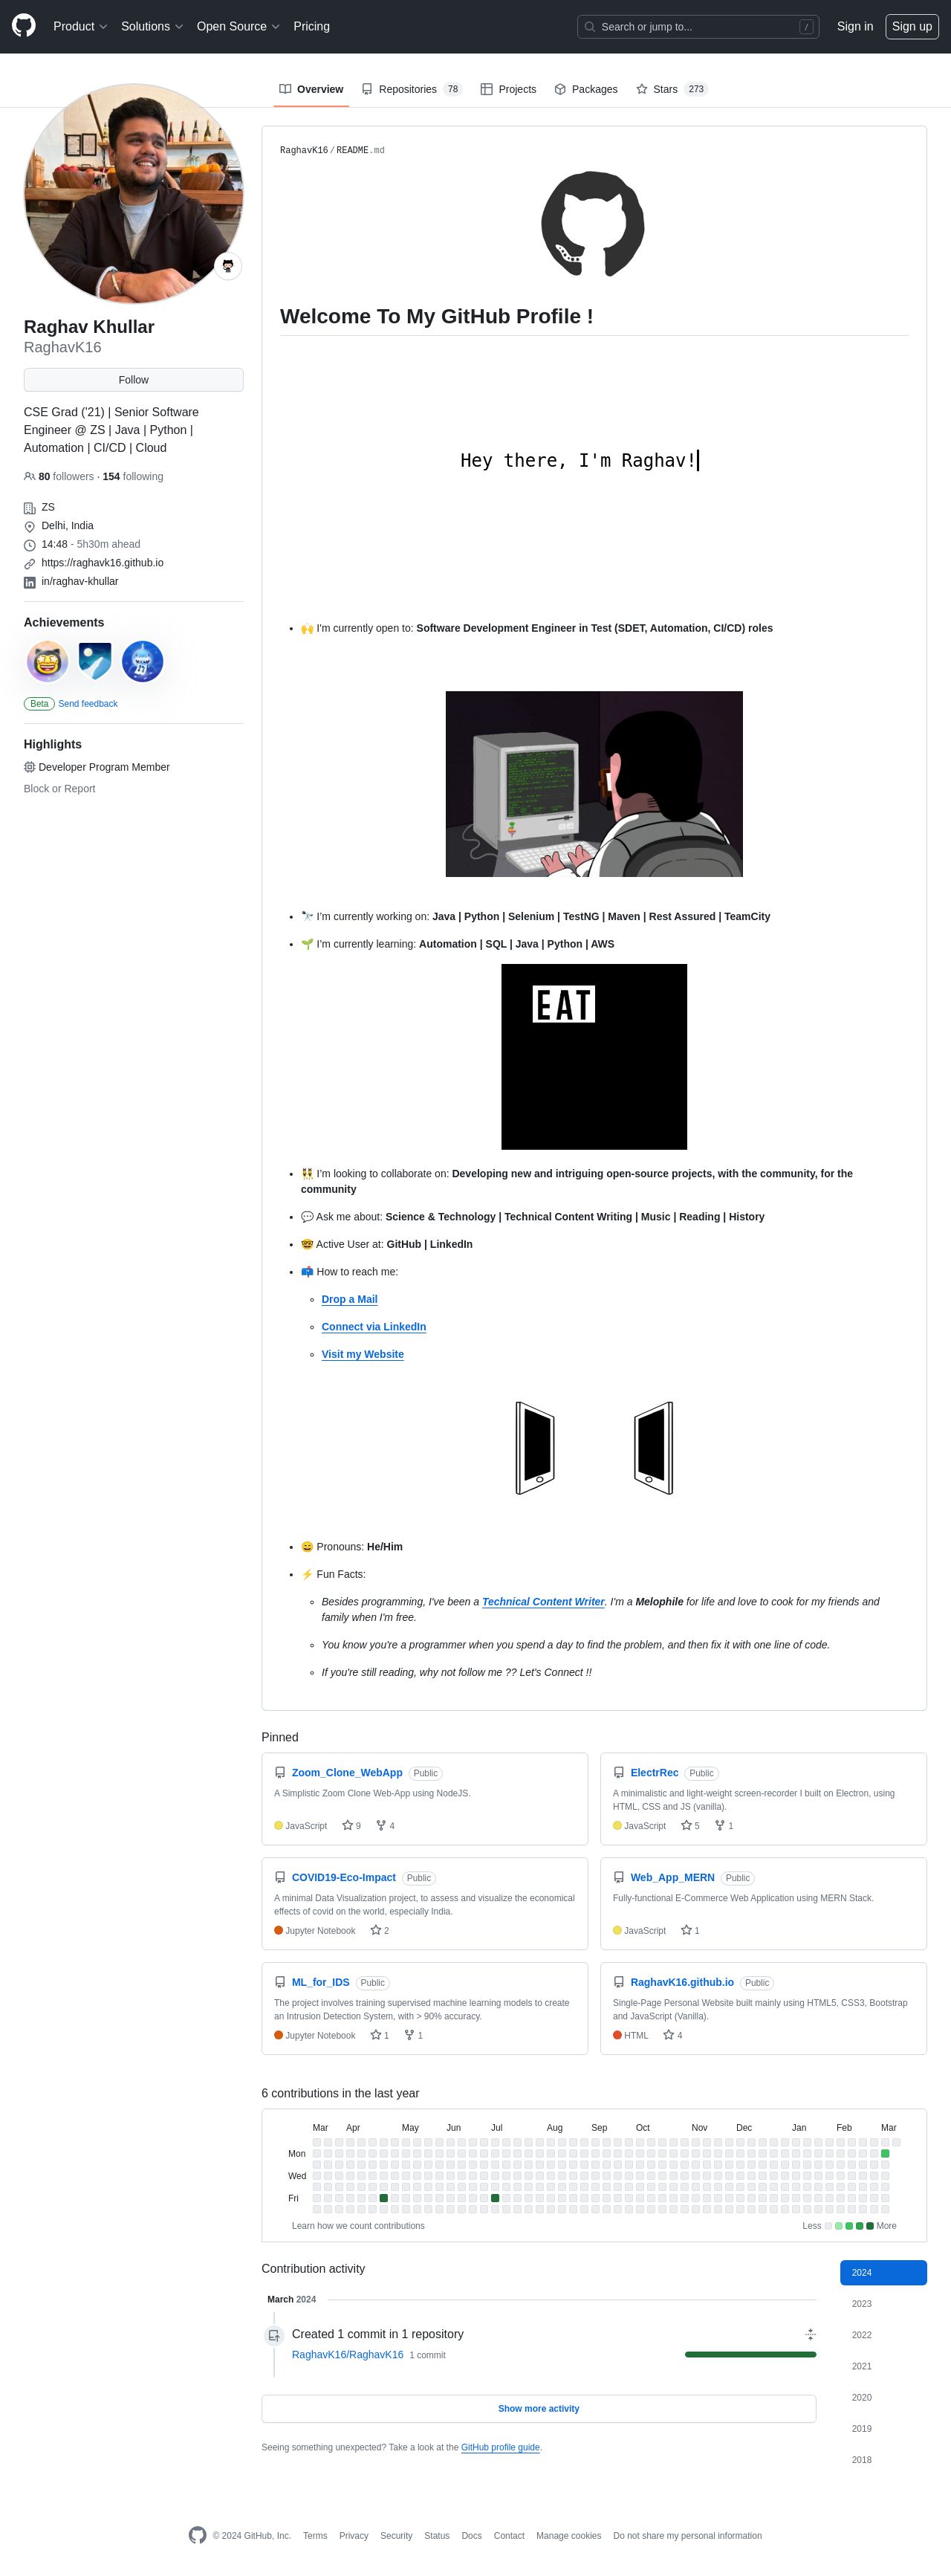 Product Solutions Open Source Pricing Search or jump to... / Sign in Sign up
Overview Repositories 78 Projects Packages Stars 273
Raghav Khullar
RaghavK16
Follow
CSE Grad ('21) | Senior Software
Engineer @ ZS | Java | Python |
Automation | CI/CD | Cloud
80 followers · 154 following
ZS
Delhi, India
14:48 - 5h30m ahead
https://raghavk16.github.io
in/raghav-khullar
Achievements
Beta Send feedback
Highlights
Developer Program Member
Block or Report
RaghavK16/README.md
Welcome To My GitHub Profile !
Hey there, I'm Raghav!
🙌 I'm currently open to: Software Development Engineer in Test (SDET, Automation, CI/CD) roles
🔭 I'm currently working on: Java | Python | Selenium | TestNG | Maven | Rest Assured | TeamCity
🌱 I'm currently learning: Automation | SQL | Java | Python | AWS
EAT
👯 I'm looking to collaborate on: Developing new and intriguing open-source projects, with the community, for the
community
💬 Ask me about: Science & Technology | Technical Content Writing | Music | Reading | History
🤓 Active User at: GitHub | LinkedIn
📫 How to reach me:
Drop a Mail
Connect via LinkedIn
Visit my Website
😄 Pronouns: He/Him
⚡ Fun Facts:
Besides programming, I've been a Technical Content Writer. I'm a Melophile for life and love to cook for my friends and
family when I'm free.
You know you're a programmer when you spend a day to find the problem, and then fix it with one line of code.
If you're still reading, why not follow me ?? Let's Connect !!
Pinned
Zoom_Clone_WebApp Public
A Simplistic Zoom Clone Web-App using NodeJS.
JavaScript 9 4
ElectrRec Public
A minimalistic and light-weight screen-recorder I built on Electron, using
HTML, CSS and JS (vanilla).
JavaScript 5 1
COVID19-Eco-Impact Public
A minimal Data Visualization project, to assess and visualize the economical
effects of covid on the world, especially India.
Jupyter Notebook 2
Web_App_MERN Public
Fully-functional E-Commerce Web Application using MERN Stack.
JavaScript 1
ML_for_IDS Public
The project involves training supervised machine learning models to create
an Intrusion Detection System, with > 90% accuracy.
Jupyter Notebook 1 1
RaghavK16.github.io Public
Single-Page Personal Website built mainly using HTML5, CSS3, Bootstrap
and JavaScript (Vanilla).
HTML 4
6 contributions in the last year
Mar Apr May Jun Jul Aug Sep Oct Nov Dec Jan Feb Mar
Mon
Wed
Fri
Learn how we count contributions Less More
Contribution activity
March 2024
Created 1 commit in 1 repository
RaghavK16/RaghavK16 1 commit
Show more activity
Seeing something unexpected? Take a look at the GitHub profile guide.
2024
2023
2022
2021
2020
2019
2018
© 2024 GitHub, Inc. Terms Privacy Security Status Docs Contact Manage cookies Do not share my personal information